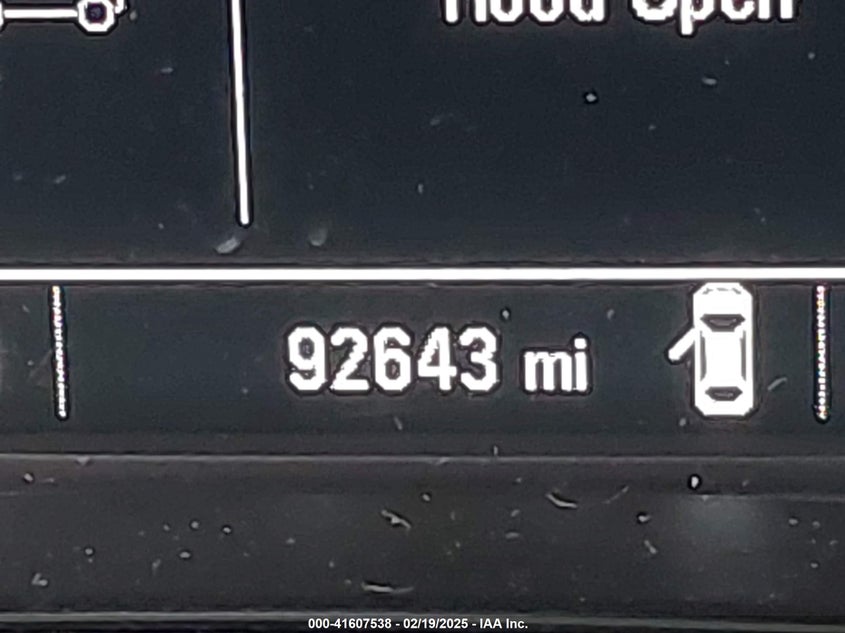 Hood Open
92643 mi
000-41607538 - 02/19/2025 - IAA Inc.